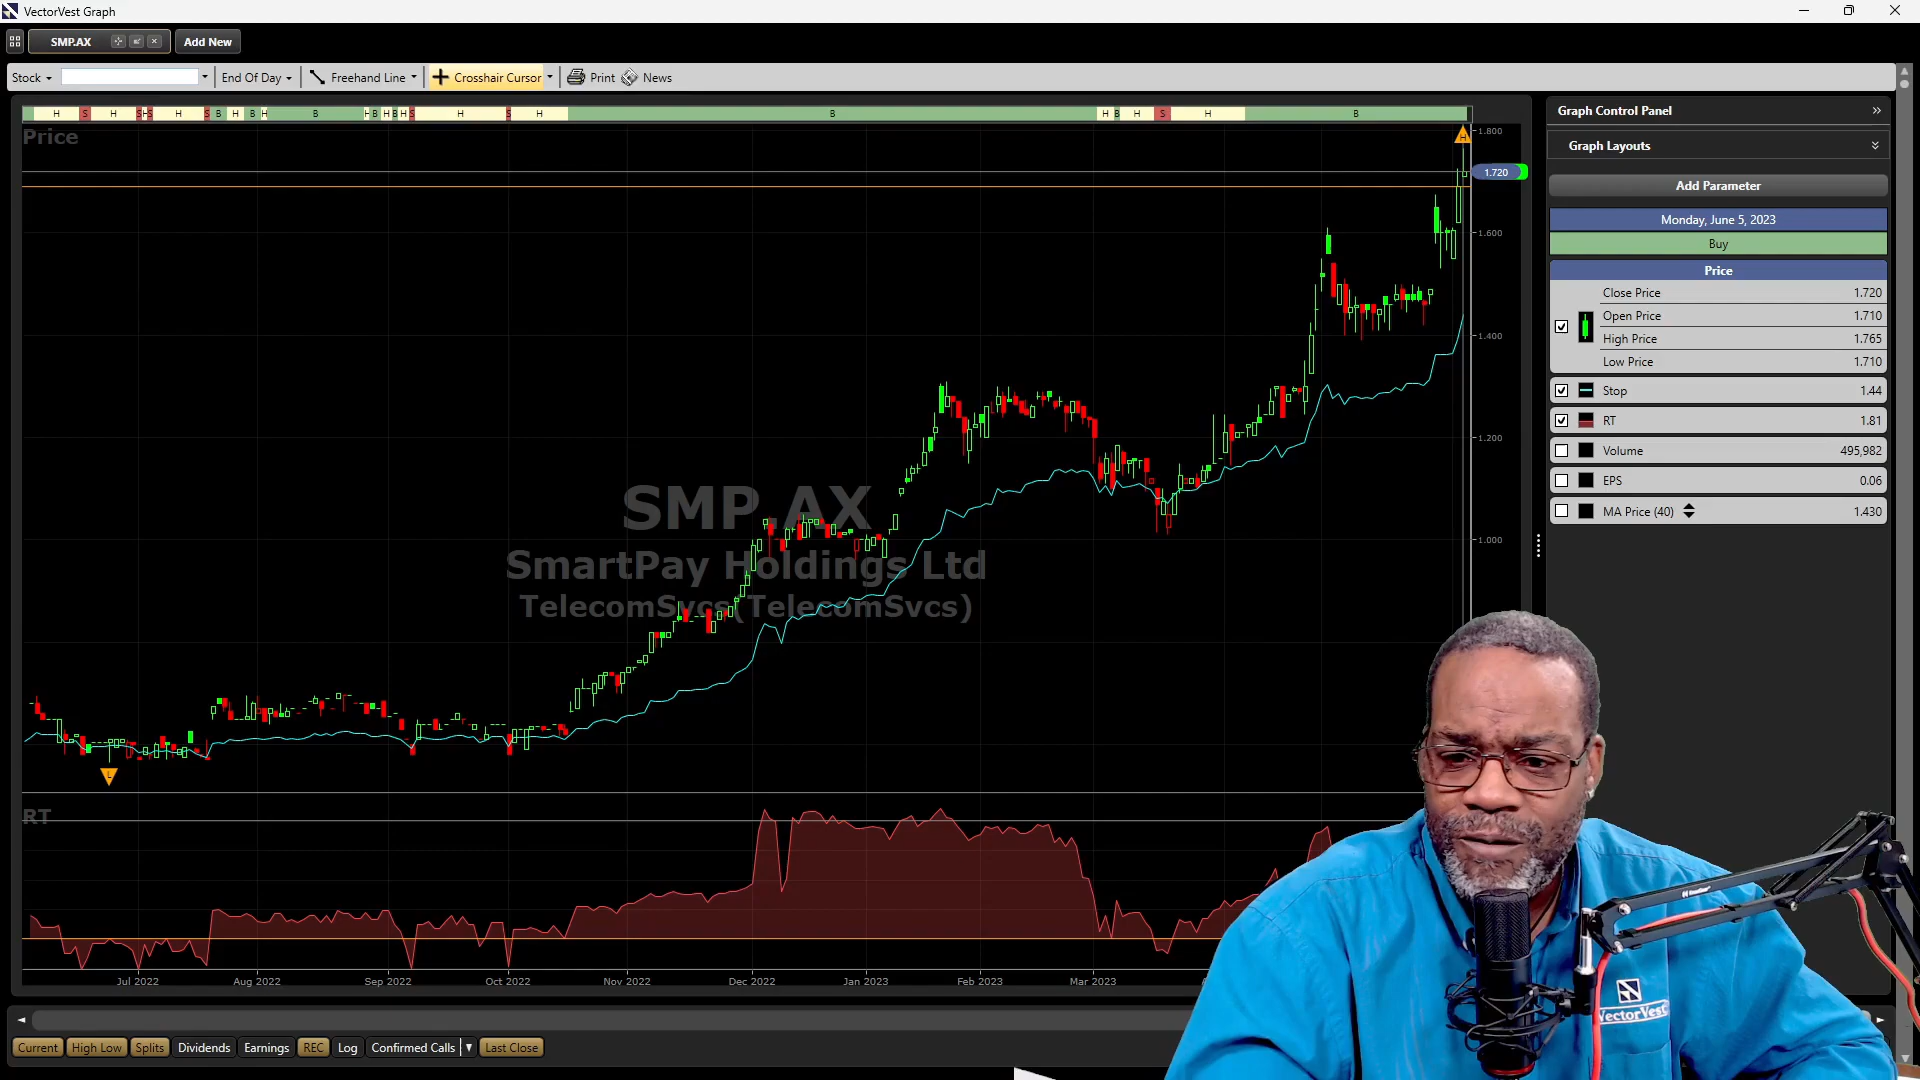 VectorVest Graph
SMP.AX Add New
Stock End Of Day Freehand Line Crosshair Cursor Print News
H S H S H S H S B H B H B H B H B H S H S H B H B H S H B
Price
1.800
1.720
1.600
1.400
1.200
1.000
H
L
SMP.AX
SmartPay Holdings Ltd
TelecomSvcs(TelecomSvcs)
RT
Jul 2022 Aug 2022 Sep 2022 Oct 2022 Nov 2022 Dec 2022 Jan 2023 Feb 2023 Mar 2023
Current High Low Splits Dividends Earnings REC Log Confirmed Calls Last Close
Graph Control Panel
Graph Layouts
Add Parameter
Monday, June 5, 2023
Buy
Price
Close Price 1.720
Open Price 1.710
High Price 1.765
Low Price 1.710
Stop 1.44
RT 1.81
Volume 495,982
EPS 0.06
MA Price (40) 1.430
VectorVest